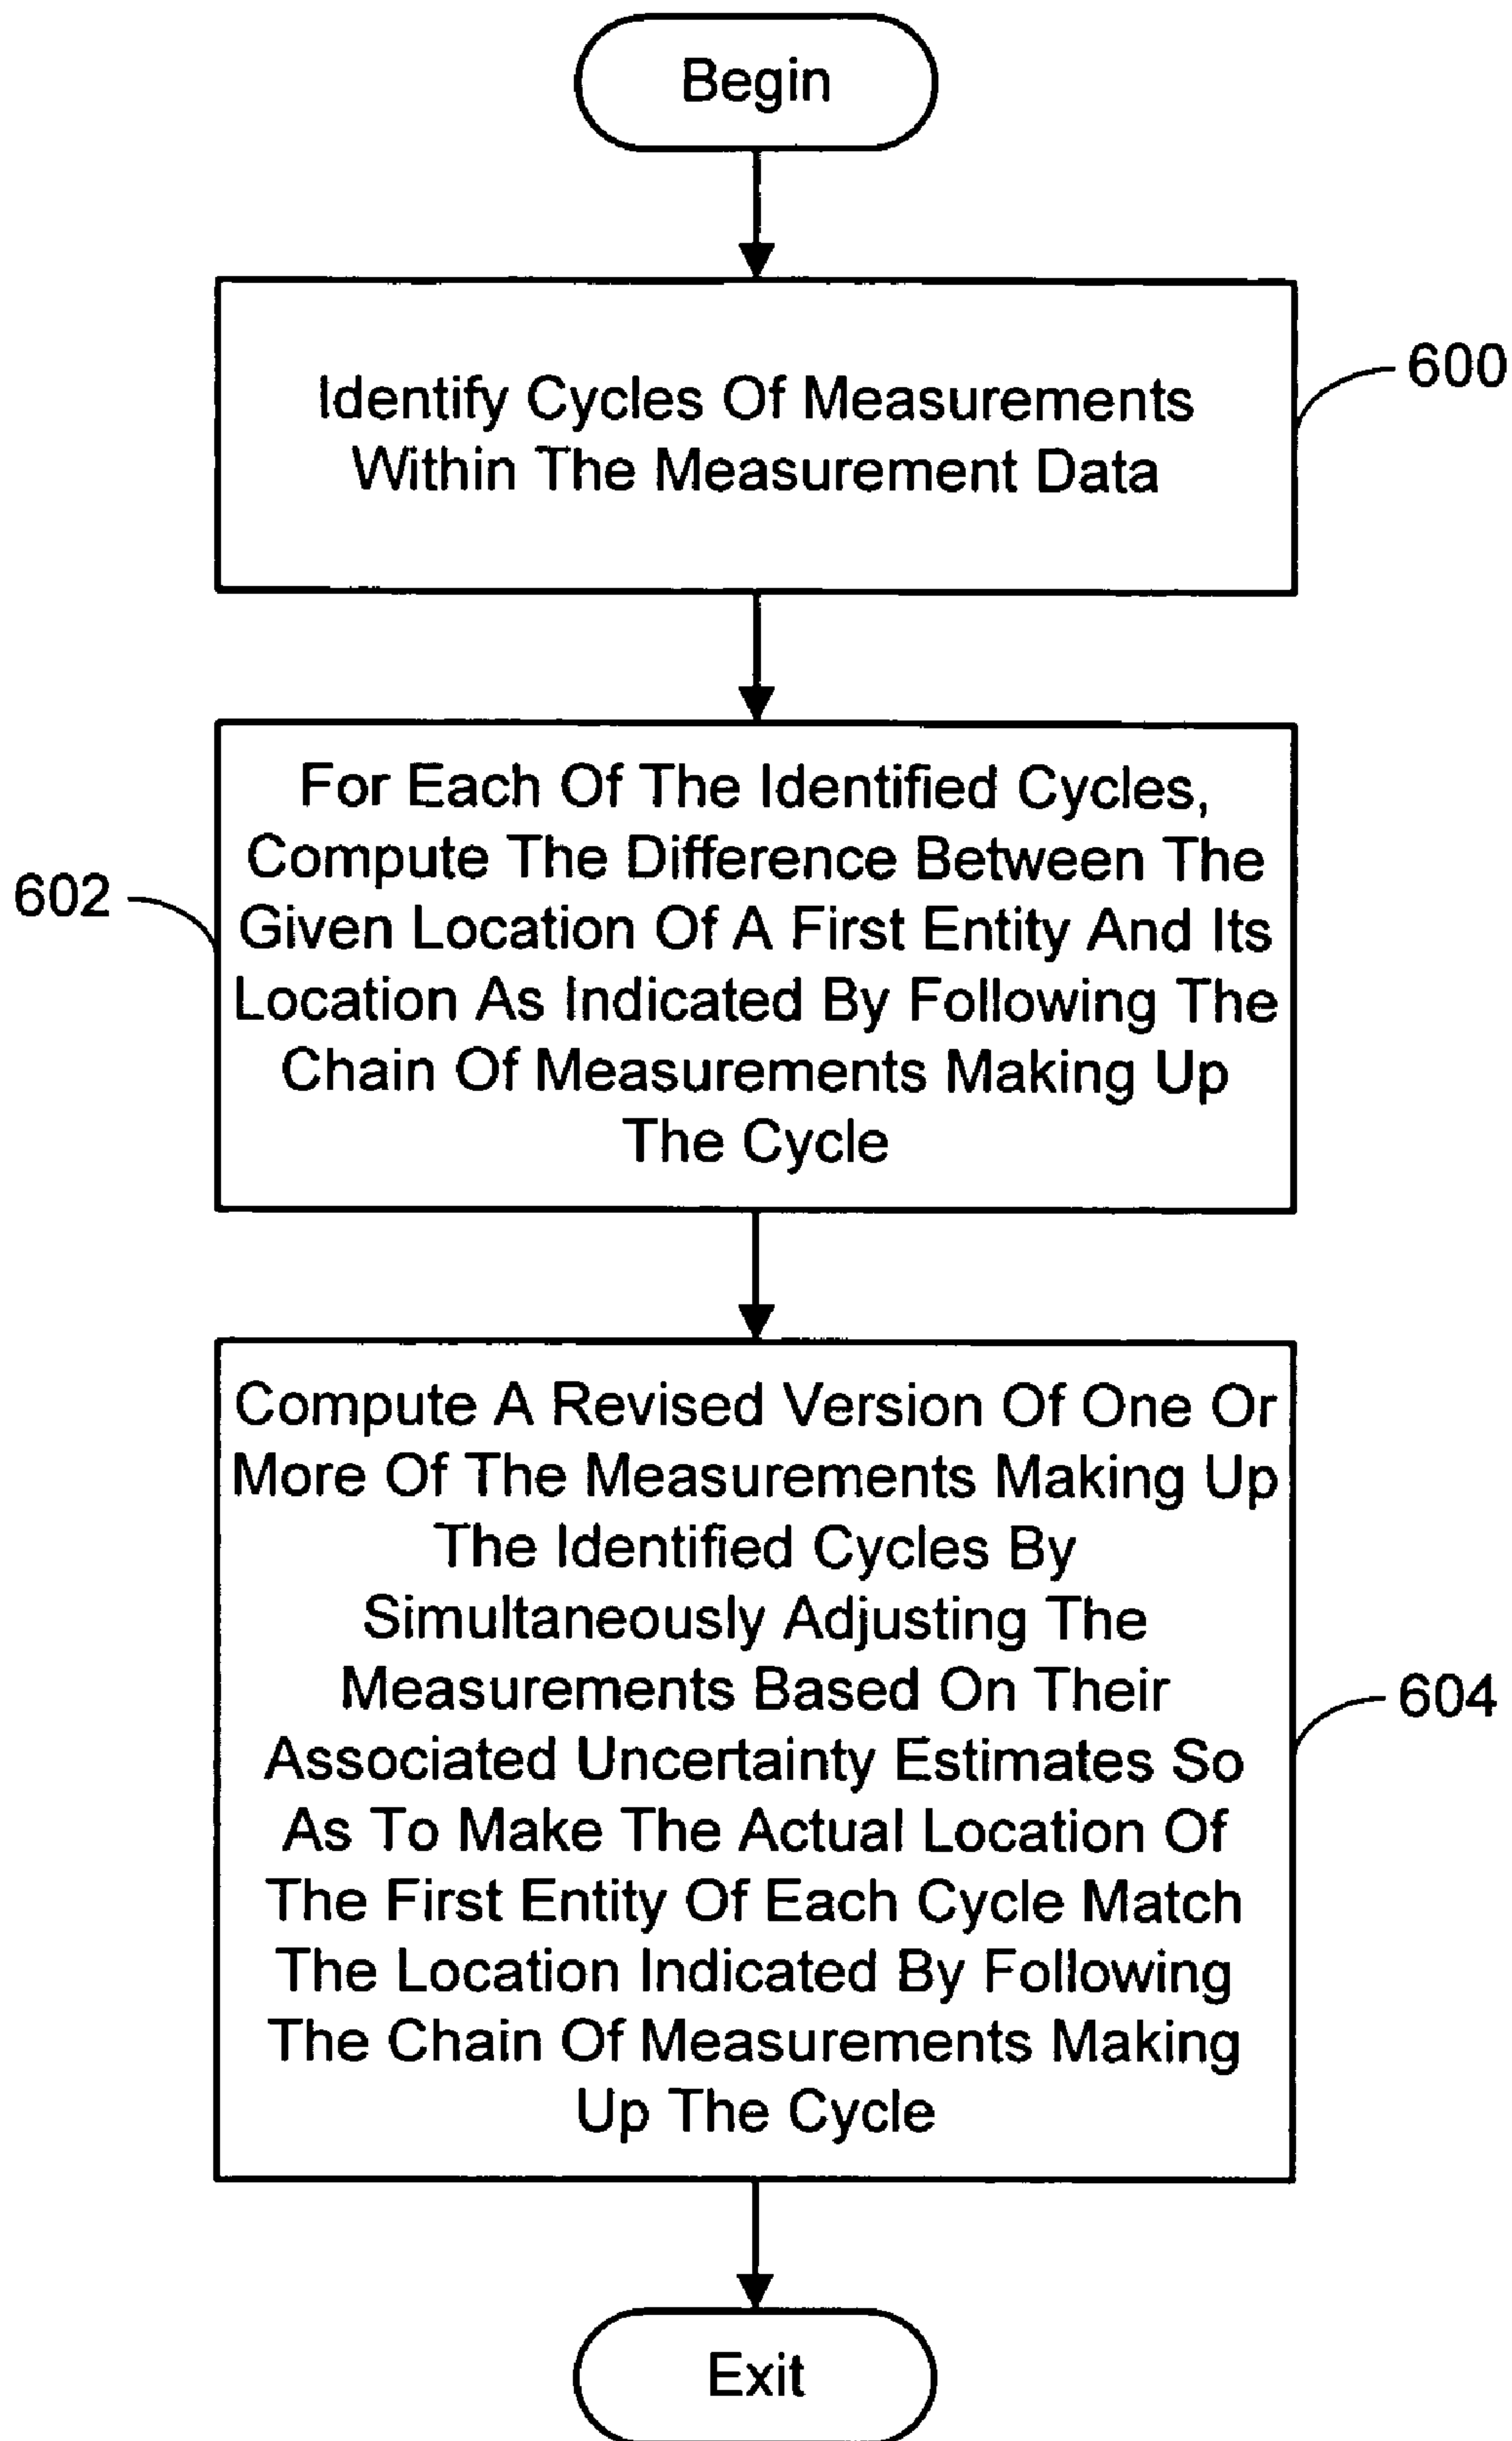 Begin
Identify Cycles Of Measurements
Within The Measurement Data
600
For Each Of The Identified Cycles,
Compute The Difference Between The
Given Location Of A First Entity And Its
Location As Indicated By Following The
Chain Of Measurements Making Up
The Cycle
602
Compute A Revised Version Of One Or
More Of The Measurements Making Up
The Identified Cycles By
Simultaneously Adjusting The
Measurements Based On Their
Associated Uncertainty Estimates So
As To Make The Actual Location Of
The First Entity Of Each Cycle Match
The Location Indicated By Following
The Chain Of Measurements Making
Up The Cycle
604
Exit